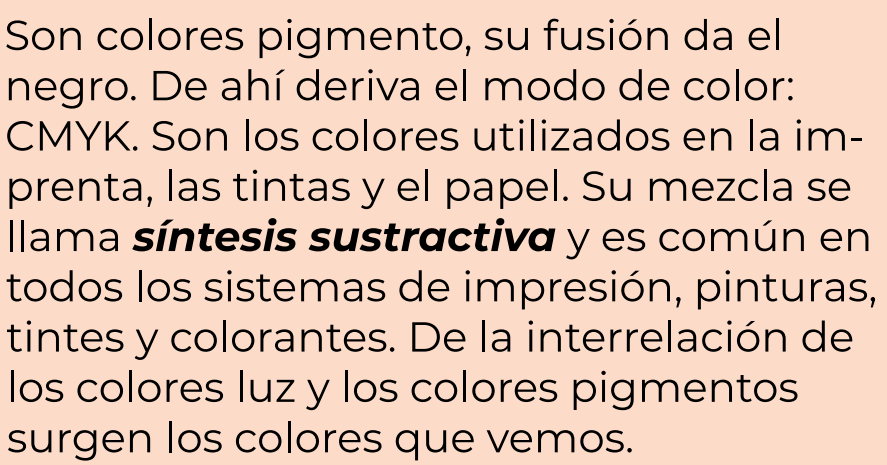 Son colores pigmento, su fusión da el
negro. De ahí deriva el modo de color:
CMYK. Son los colores utilizados en la im-
prenta, las tintas y el papel. Su mezcla se
llama síntesis sustractiva y es común en
todos los sistemas de impresión, pinturas,
tintes y colorantes. De la interrelación de
los colores luz y los colores pigmentos
surgen los colores que vemos.